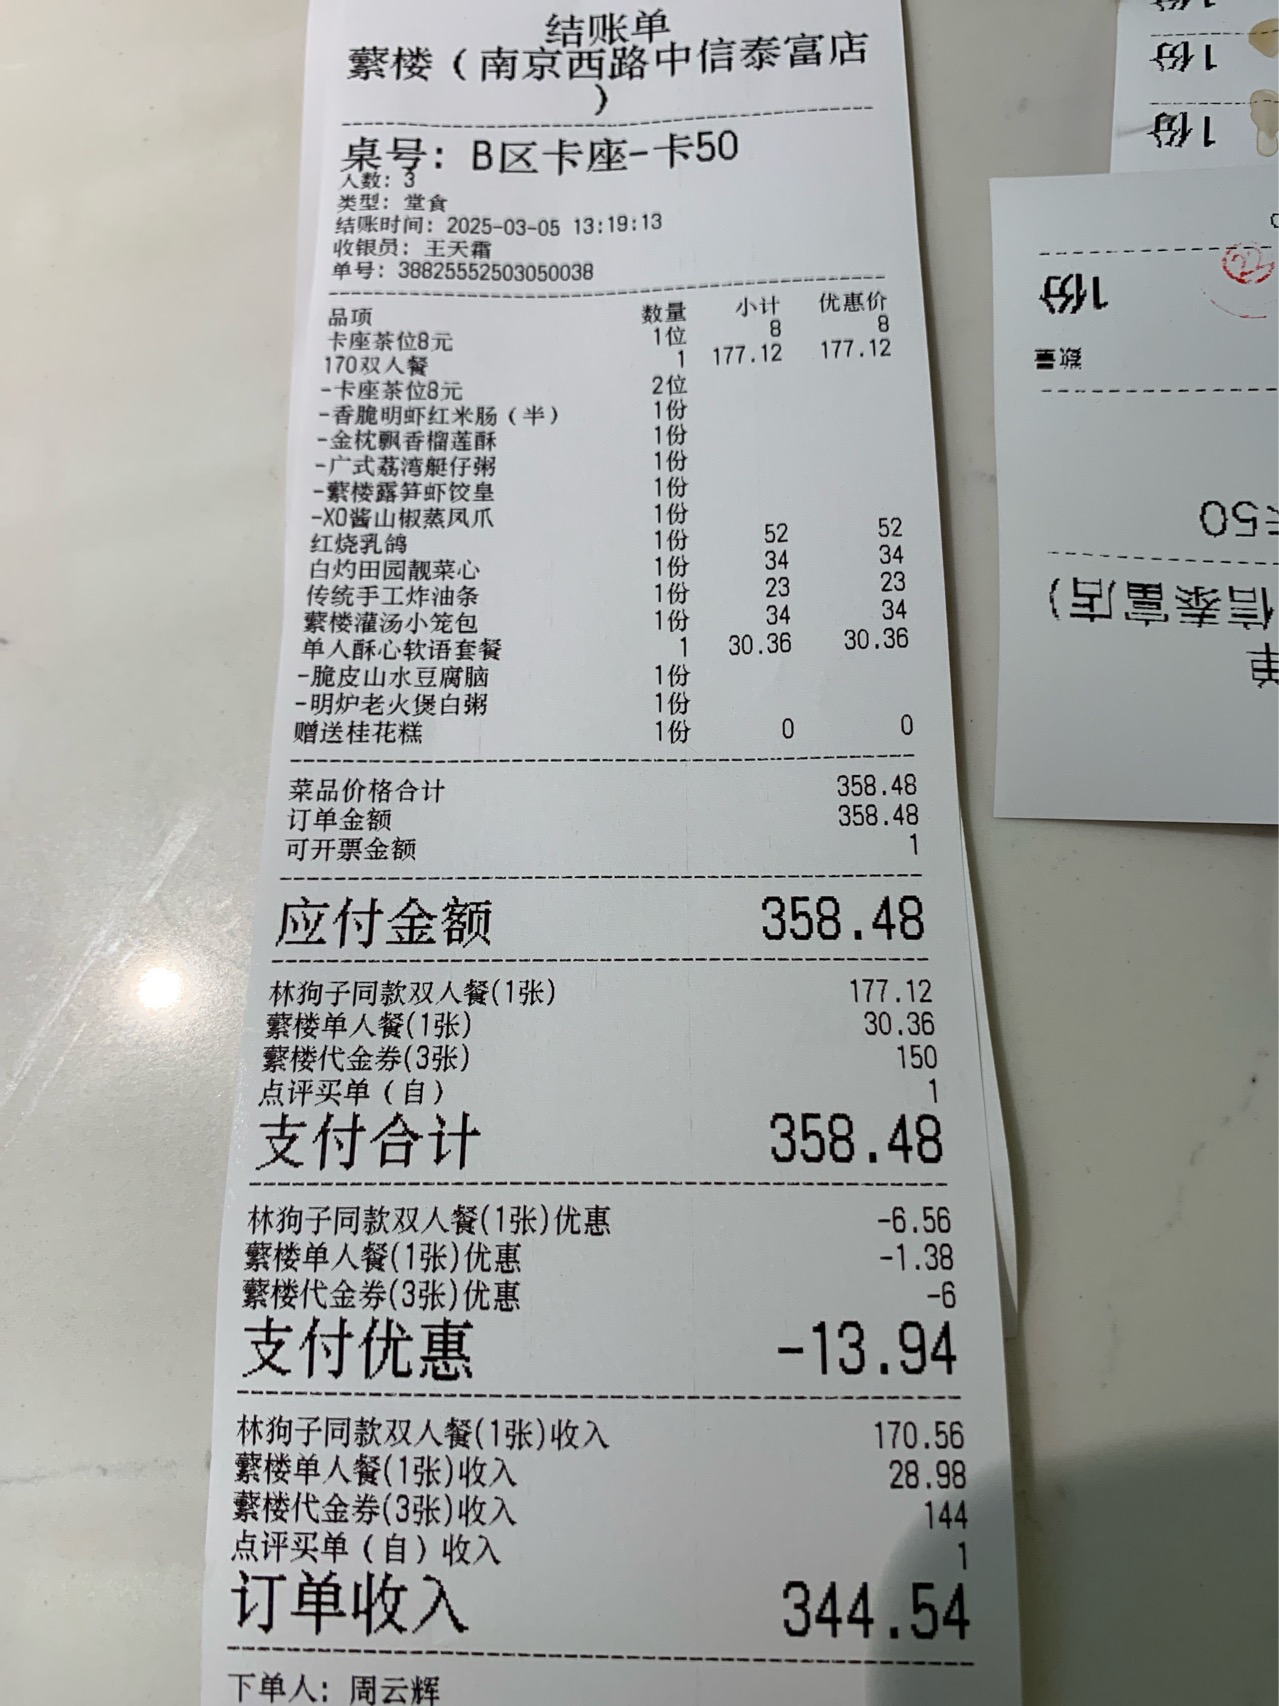 结账单
蘩楼（南京西路中信泰富店
）
桌号：B区卡座-卡50
人数：3
类型：堂食
结账时间：2025-03-05 13:19:13
收银员：王天霜
单号：38825552503050038
品项 数量 小计 优惠价
卡座茶位8元 1位 8 8
170双人餐 1 177.12 177.12
-卡座茶位8元 2位
-香脆明虾红米肠（半） 1份
-金枕飘香榴莲酥 1份
-广式荔湾艇仔粥 1份
-蘩楼露笋虾饺皇 1份
-XO酱山椒蒸凤爪 1份
红烧乳鸽 1份 52 52
白灼田园靓菜心 1份 34 34
传统手工炸油条 1份 23 23
蘩楼灌汤小笼包 1份 34 34
单人酥心软语套餐 1 30.36 30.36
-脆皮山水豆腐脑 1份
-明炉老火煲白粥 1份
赠送桂花糕 1份 0 0
菜品价格合计 358.48
订单金额 358.48
可开票金额 1
应付金额 358.48
林狗子同款双人餐(1张) 177.12
蘩楼单人餐(1张) 30.36
蘩楼代金券(3张) 150
点评买单（自） 1
支付合计 358.48
林狗子同款双人餐(1张)优惠 -6.56
蘩楼单人餐(1张)优惠 -1.38
蘩楼代金券(3张)优惠 -6
支付优惠 -13.94
林狗子同款双人餐(1张)收入 170.56
蘩楼单人餐(1张)收入 28.98
蘩楼代金券(3张)收入 144
点评买单（自）收入 1
订单收入 344.54
下单人：周云辉
1份
1份
1份
数量
50
信泰富店)
单